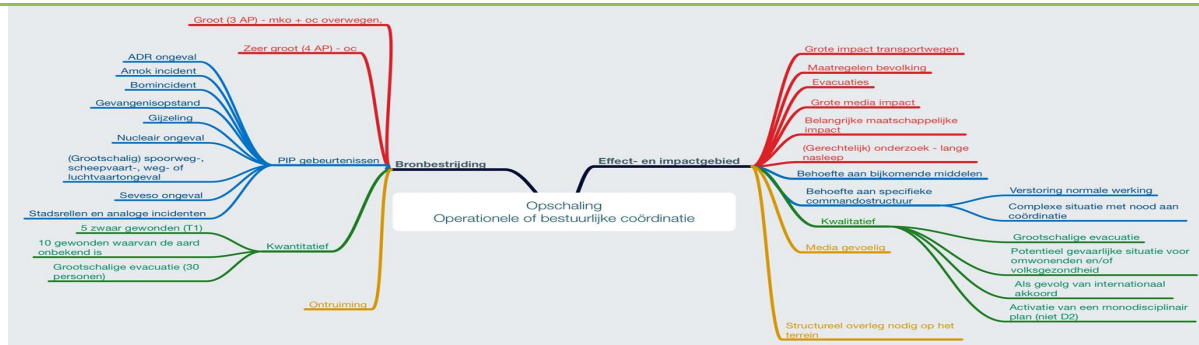 Groot (3 AP) - mko + oc overwegen,
Zeer groot (4 AP) - oc
ADR ongeval
Amok incident
Bomincident
Gevangenisopstand
Gijzeling
Nucleair ongeval
(Grootschalig) spoorweg-,
scheepvaart-, weg- of
luchtvaartongeval
Seveso ongeval
Stadsrellen en analoge incidenten
PIP gebeurtenissen
5 zwaar gewonden (T1)
10 gewonden waarvan de aard
onbekend is
Grootschalige evacuatie (30
personen)
Kwantitatief
Ontruiming
Bronbestrijding
Opschaling
Operationele of bestuurlijke coördinatie
Effect- en impactgebied
Grote impact transportwegen
Maatregelen bevolking
Evacuaties
Grote media impact
Belangrijke maatschappelijke
impact
(Gerechtelijk) onderzoek - lange
nasleep
Behoefte aan bijkomende middelen
Behoefte aan specifieke
commandostructuur
Verstoring normale werking
Complexe situatie met nood aan
coördinatie
Kwalitatief
Grootschalige evacuatie
Potentieel gevaarlijke situatie voor
omwonenden en/of
volksgezondheid
Als gevolg van internationaal
akkoord
Activatie van een monodisciplinair
plan (niet D2)
Media gevoelig
Structureel overleg nodig op het
terrein